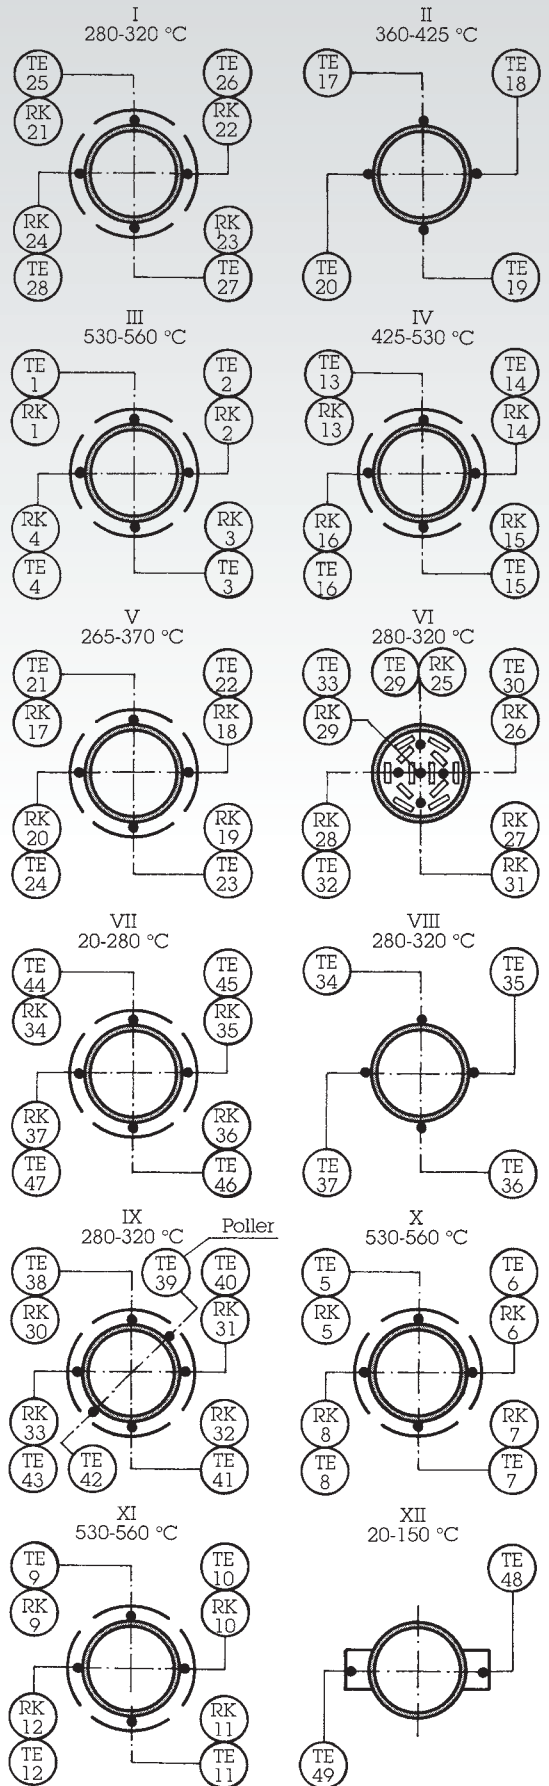 I
280-320 °C
TE
25
RK
21
TE
26
RK
22
RK
24
TE
28
RK
23
TE
27
II
360-425 °C
TE
17
TE
18
TE
20
TE
19
III
530-560 °C
TE
1
RK
1
TE
2
RK
2
RK
4
TE
4
RK
3
TE
3
IV
425-530 °C
TE
13
RK
13
TE
14
RK
14
RK
16
TE
16
RK
15
TE
15
V
265-370 °C
TE
21
RK
17
TE
22
RK
18
RK
20
TE
24
RK
19
TE
23
VI
280-320 °C
TE
33
RK
29
TE
29
RK
25
TE
30
RK
26
RK
28
TE
32
RK
27
RK
31
VII
20-280 °C
TE
44
RK
34
TE
45
RK
35
RK
37
TE
47
RK
36
TE
46
VIII
280-320 °C
TE
34
TE
35
TE
37
TE
36
IX
280-320 °C
Poller
TE
38
RK
30
TE
39
TE
40
RK
31
RK
33
TE
43
TE
42
RK
32
TE
41
X
530-560 °C
TE
5
RK
5
TE
6
RK
6
RK
8
TE
8
RK
7
TE
7
XI
530-560 °C
TE
9
RK
9
TE
10
RK
10
RK
12
TE
12
RK
11
TE
11
XII
20-150 °C
TE
48
TE
49